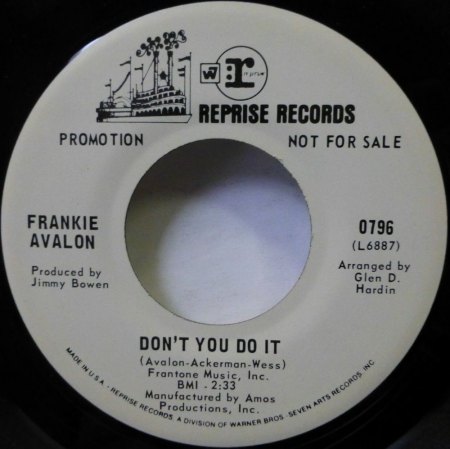 W7 r reprise
REPRISE RECORDS
PROMOTION
NOT FOR SALE
FRANKIE
AVALON
Produced by
Jimmy Bowen
0796
(L6887)
Arranged by
Glen D.
Hardin
DON'T YOU DO IT
(Avalon-Ackerman-Wess)
Frantone Music, Inc.
BMI - 2:33
Manufactured by Amos
Productions, Inc.
MADE IN U.S.A. - REPRISE RECORDS, A DIVISION OF WARNER BROS. - SEVEN ARTS RECORDS, INC